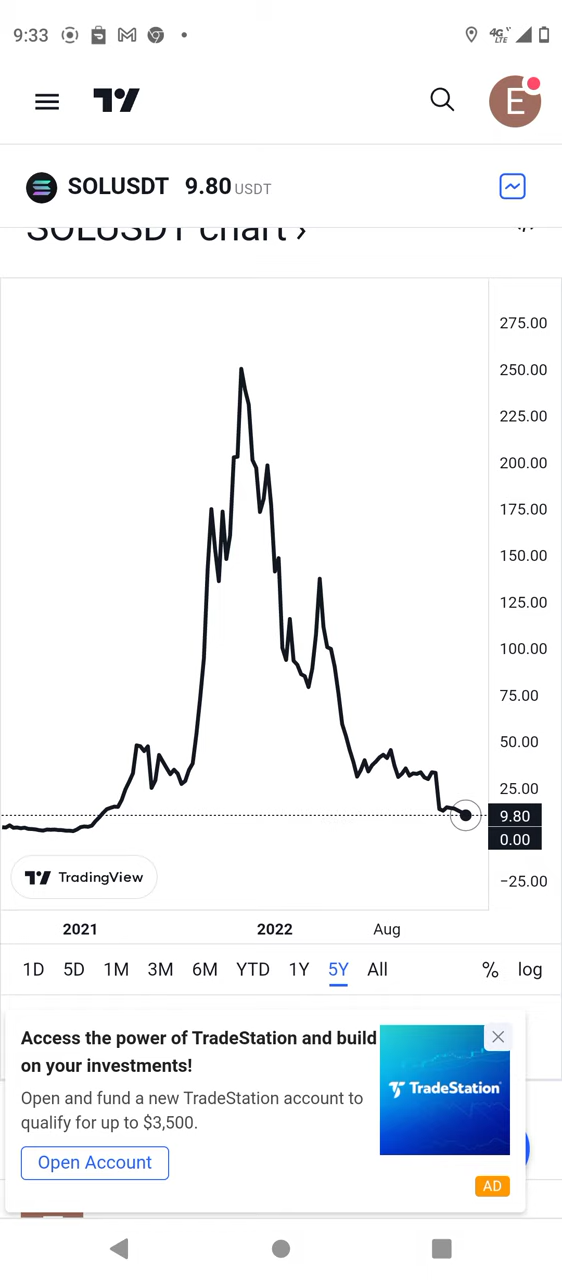 9:33
4G LTE
E
SOLUSDT 9.80 USDT
SOLUSDT chart ›
275.00
250.00
225.00
200.00
175.00
150.00
125.00
100.00
75.00
50.00
25.00
9.80
0.00
−25.00
TradingView
2021 2022 Aug
1D 5D 1M 3M 6M YTD 1Y 5Y All % log
Access the power of TradeStation and build
on your investments!
Open and fund a new TradeStation account to
qualify for up to $3,500.
Open Account
TradeStation
AD